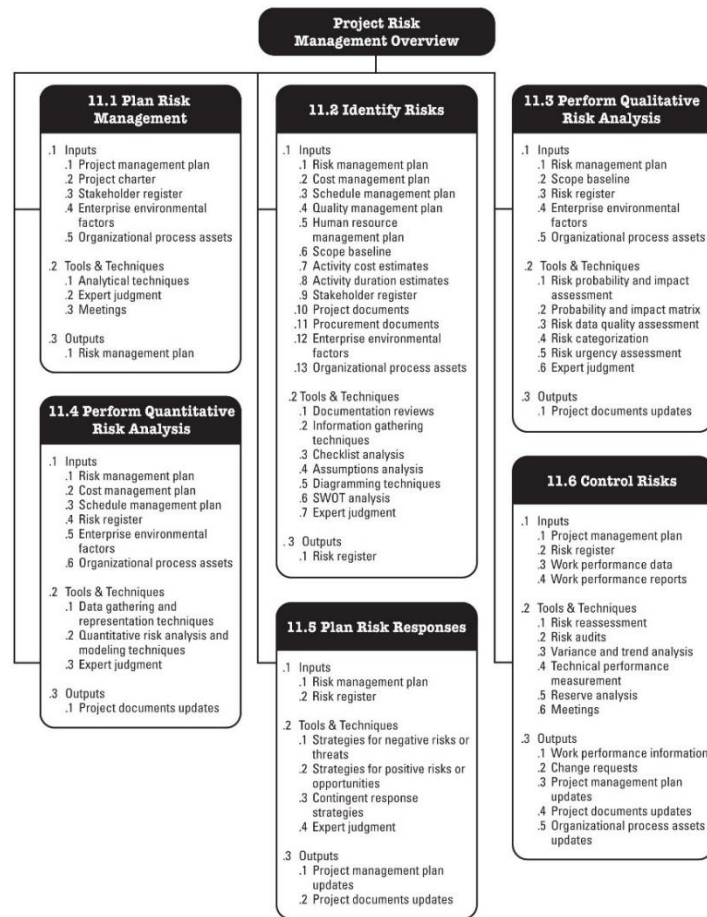 Project Risk
Management Overview
11.1 Plan Risk
Management
.1 Inputs
.1 Project management plan
.2 Project charter
.3 Stakeholder register
.4 Enterprise environmental
factors
.5 Organizational process assets
.2 Tools & Techniques
.1 Analytical techniques
.2 Expert judgment
.3 Meetings
.3 Outputs
.1 Risk management plan
11.2 Identify Risks
.1 Inputs
.1 Risk management plan
.2 Cost management plan
.3 Schedule management plan
.4 Quality management plan
.5 Human resource
management plan
.6 Scope baseline
.7 Activity cost estimates
.8 Activity duration estimates
.9 Stakeholder register
.10 Project documents
.11 Procurement documents
.12 Enterprise environmental
factors
.13 Organizational process assets
.2 Tools & Techniques
.1 Documentation reviews
.2 Information gathering
techniques
.3 Checklist analysis
.4 Assumptions analysis
.5 Diagramming techniques
.6 SWOT analysis
.7 Expert judgment
.3 Outputs
.1 Risk register
11.3 Perform Qualitative
Risk Analysis
.1 Inputs
.1 Risk management plan
.2 Scope baseline
.3 Risk register
.4 Enterprise environmental
factors
.5 Organizational process assets
.2 Tools & Techniques
.1 Risk probability and impact
assessment
.2 Probability and impact matrix
.3 Risk data quality assessment
.4 Risk categorization
.5 Risk urgency assessment
.6 Expert judgment
.3 Outputs
.1 Project documents updates
11.4 Perform Quantitative
Risk Analysis
.1 Inputs
.1 Risk management plan
.2 Cost management plan
.3 Schedule management plan
.4 Risk register
.5 Enterprise environmental
factors
.6 Organizational process assets
.2 Tools & Techniques
.1 Data gathering and
representation techniques
.2 Quantitative risk analysis and
modeling techniques
.3 Expert judgment
.3 Outputs
.1 Project documents updates
11.5 Plan Risk Responses
.1 Inputs
.1 Risk management plan
.2 Risk register
.2 Tools & Techniques
.1 Strategies for negative risks or
threats
.2 Strategies for positive risks or
opportunities
.3 Contingent response
strategies
.4 Expert judgment
.3 Outputs
.1 Project management plan
updates
.2 Project documents updates
11.6 Control Risks
.1 Inputs
.1 Project management plan
.2 Risk register
.3 Work performance data
.4 Work performance reports
.2 Tools & Techniques
.1 Risk reassessment
.2 Risk audits
.3 Variance and trend analysis
.4 Technical performance
measurement
.5 Reserve analysis
.6 Meetings
.3 Outputs
.1 Work performance information
.2 Change requests
.3 Project management plan
updates
.4 Project documents updates
.5 Organizational process assets
updates